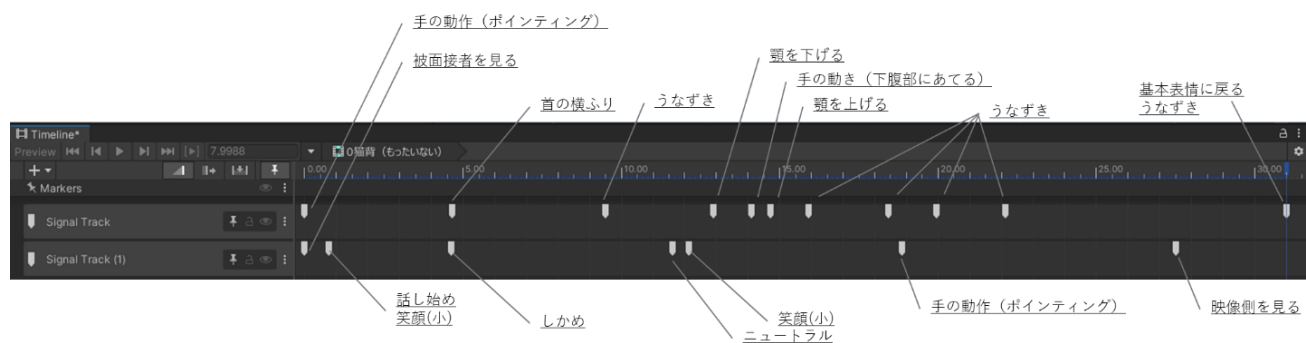 手の動作（ポインティング）
被面接者を見る
首の横ふり
うなずき
顎を下げる
手の動き（下腹部にあてる）
顎を上げる
うなずき
基本表情に戻る
うなずき
Timeline*
Preview
7.9988
0猫背（もったいない）
0.00
5.00
10.00
15.00
20.00
25.00
30.00
Markers
Signal Track
Signal Track (1)
話し始め
笑顔(小)
しかめ
ニュートラル
笑顔(小)
手の動作（ポインティング）
映像側を見る